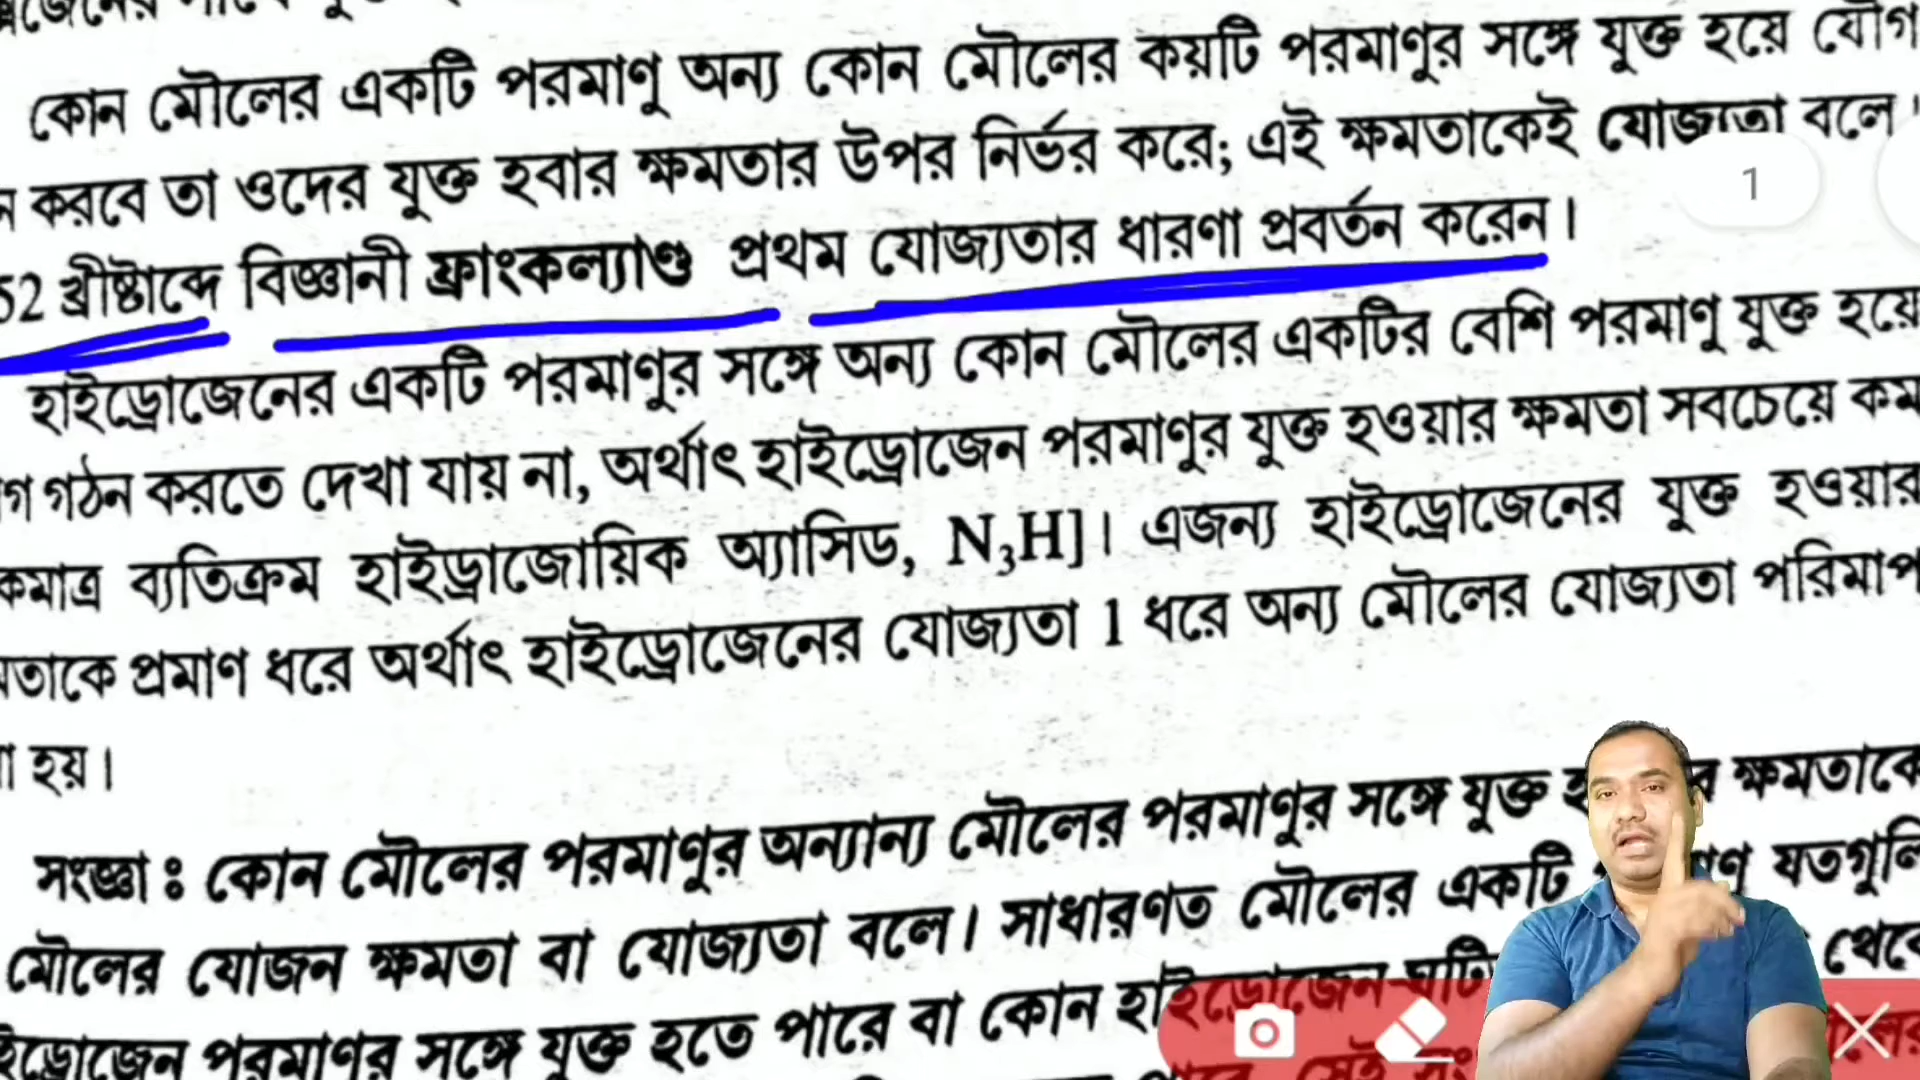 কোন মৌলের একটি পরমাণু অন্য কোন মৌলের কয়টি পরমাণুর সঙ্গে যুক্ত হয়ে যৌগ
করবে তা ওদের যুক্ত হবার ক্ষমতার উপর নির্ভর করে; এই ক্ষমতাকেই যোজ্যতা বলে।
1
52 খ্রীষ্টাব্দে বিজ্ঞানী ফ্রাংকল্যাণ্ড প্রথম যোজ্যতার ধারণা প্রবর্তন করেন।
হাইড্রোজেনের একটি পরমাণুর সঙ্গে অন্য কোন মৌলের একটির বেশি পরমাণু যুক্ত হয়ে
গঠন করতে দেখা যায় না, অর্থাৎ হাইড্রোজেন পরমাণুর যুক্ত হওয়ার ক্ষমতা সবচেয়ে কম
ব্যতিক্রম হাইড্রাজোয়িক অ্যাসিড, N₃H]। এজন্য হাইড্রোজেনের যুক্ত হওয়ার
প্রমাণ ধরে অর্থাৎ হাইড্রোজেনের যোজ্যতা 1 ধরে অন্য মৌলের যোজ্যতা পরিমাপ
হয়।
সংজ্ঞা ঃ কোন মৌলের পরমাণুর অন্যান্য মৌলের পরমাণুর সঙ্গে যুক্ত ক্ষমতাকে
মৌলের যোজন ক্ষমতা বা যোজ্যতা বলে। সাধারণত মৌলের একটি যতগুলি
হাইড্রোজেন পরমাণুর সঙ্গে যুক্ত হতে পারে বা কোন হাইড্রোজেন-ঘটি থেকে